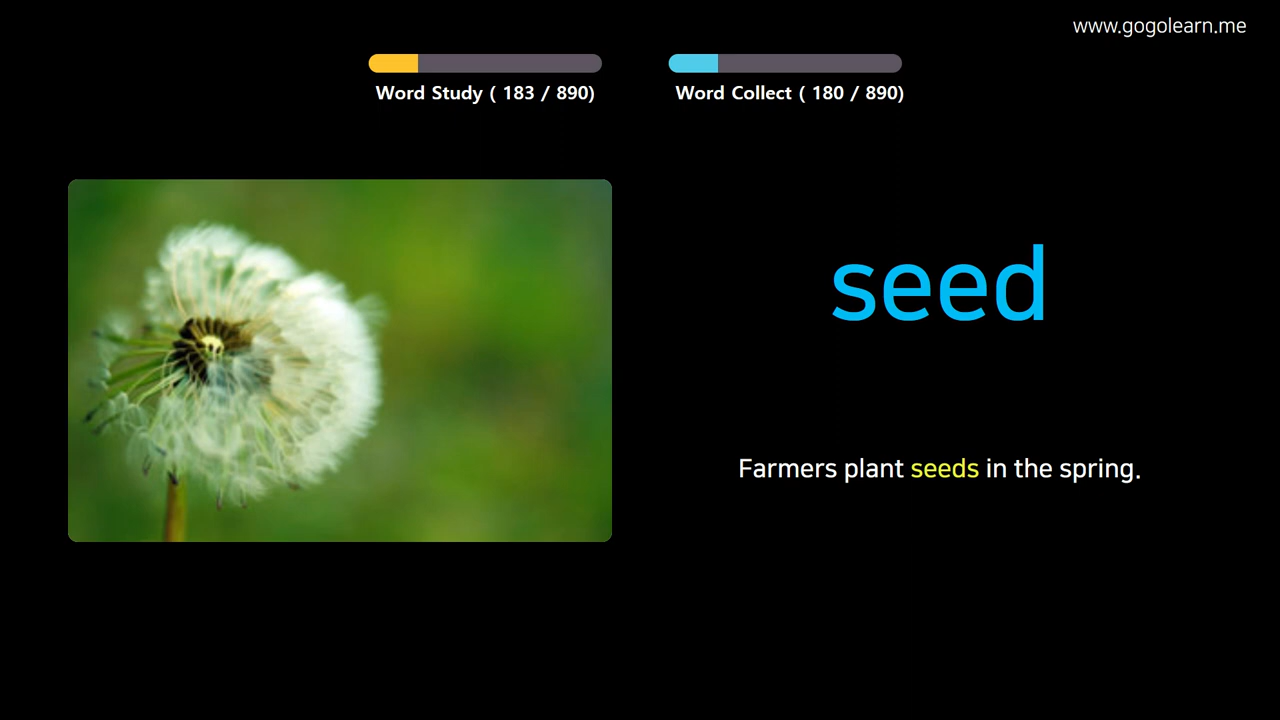 www.gogolearn.me
Word Study ( 183 / 890)
Word Collect ( 180 / 890)
seed
Farmers plant seeds in the spring.